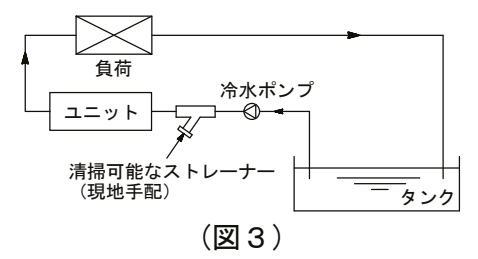 負荷
冷水ポンプ
ユニット
清掃可能なストレーナー
（現地手配）
タンク
（図３）